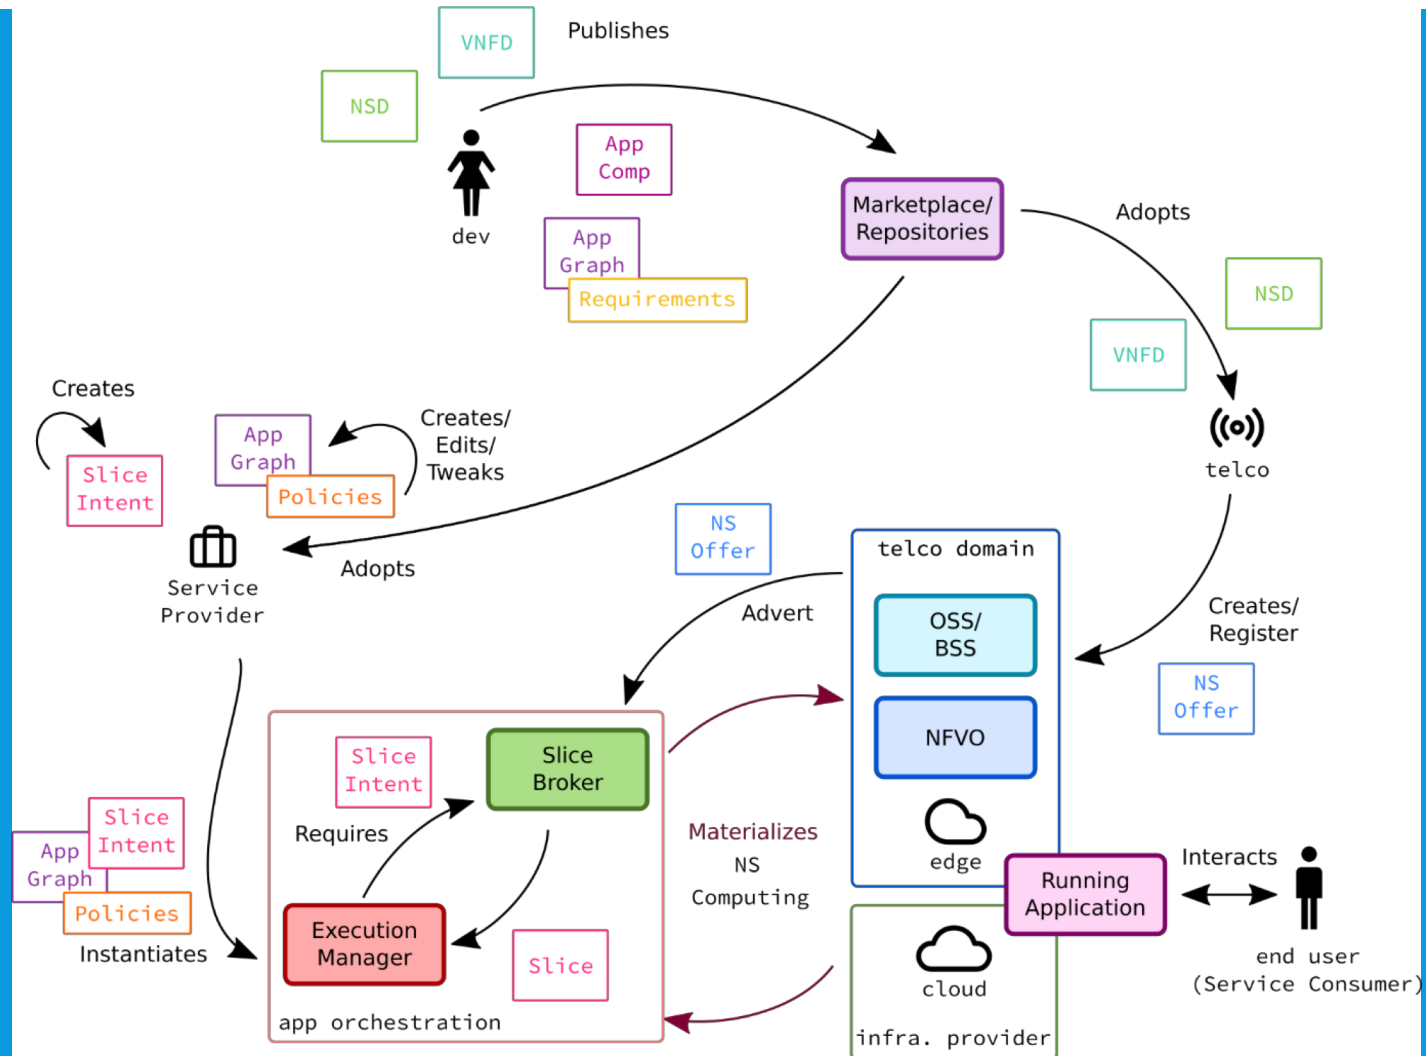 VNFD
Publishes
NSD
App
Comp
dev
App
Graph
Requirements
Marketplace/
Repositories
Adopts
NSD
VNFD
telco
Creates
Slice
Intent
App
Graph
Policies
Creates/
Edits/
Tweaks
Service
Provider
Adopts
NS
Offer
Advert
telco domain
OSS/
BSS
NFVO
edge
Creates/
Register
NS
Offer
Slice
Intent
App
Graph
Policies
Instantiates
Slice
Intent
Requires
Slice
Broker
Execution
Manager
Slice
app orchestration
Materializes
NS
Computing
Running
Application
Interacts
end user
(Service Consumer)
cloud
infra. provider